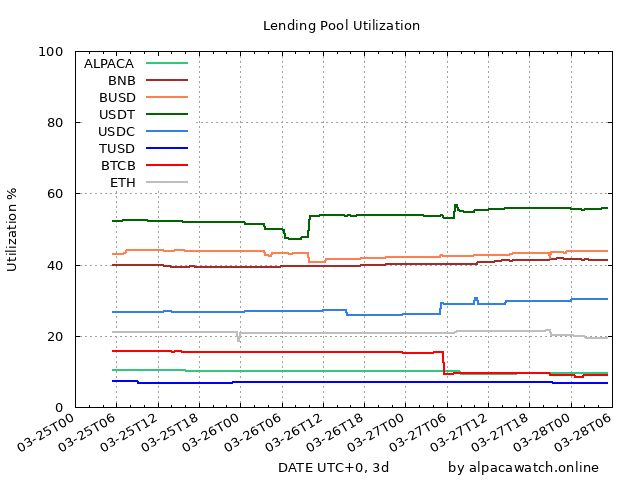 Lending Pool Utilization
Utilization %
100
80
60
40
20
0
ALPACA
BNB
BUSD
USDT
USDC
TUSD
BTCB
ETH
03-25T00
03-25T06
03-25T12
03-25T18
03-26T00
03-26T06
03-26T12
03-26T18
03-27T00
03-27T06
03-27T12
03-27T18
03-28T00
03-28T06
DATE UTC+0, 3d
by alpacawatch.online